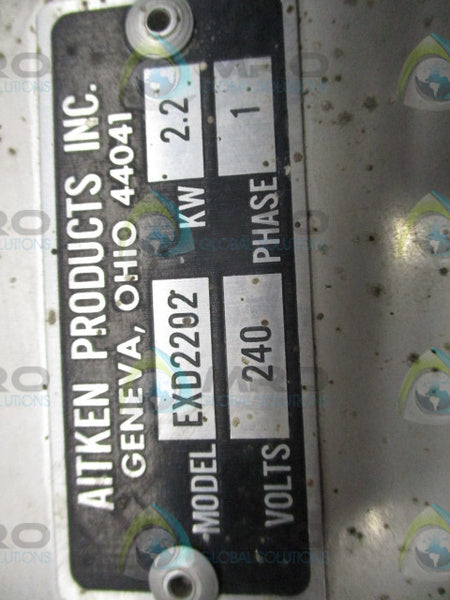 AITKEN PRODUCTS INC.
GENEVA, OHIO 44041
MODEL EXD2202 KW 2.2
VOLTS 240 PHASE 1